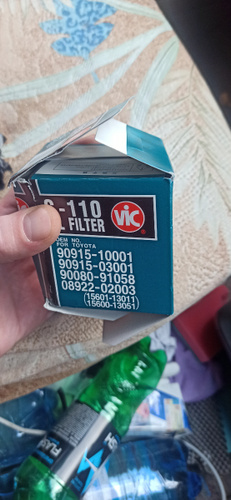 -110
FILTER
VIC
OEM NO.
FOR TOYOTA
90915-10001
90915-03001
90080-91058
08922-02003
(15601-13011)
(15600-13051)